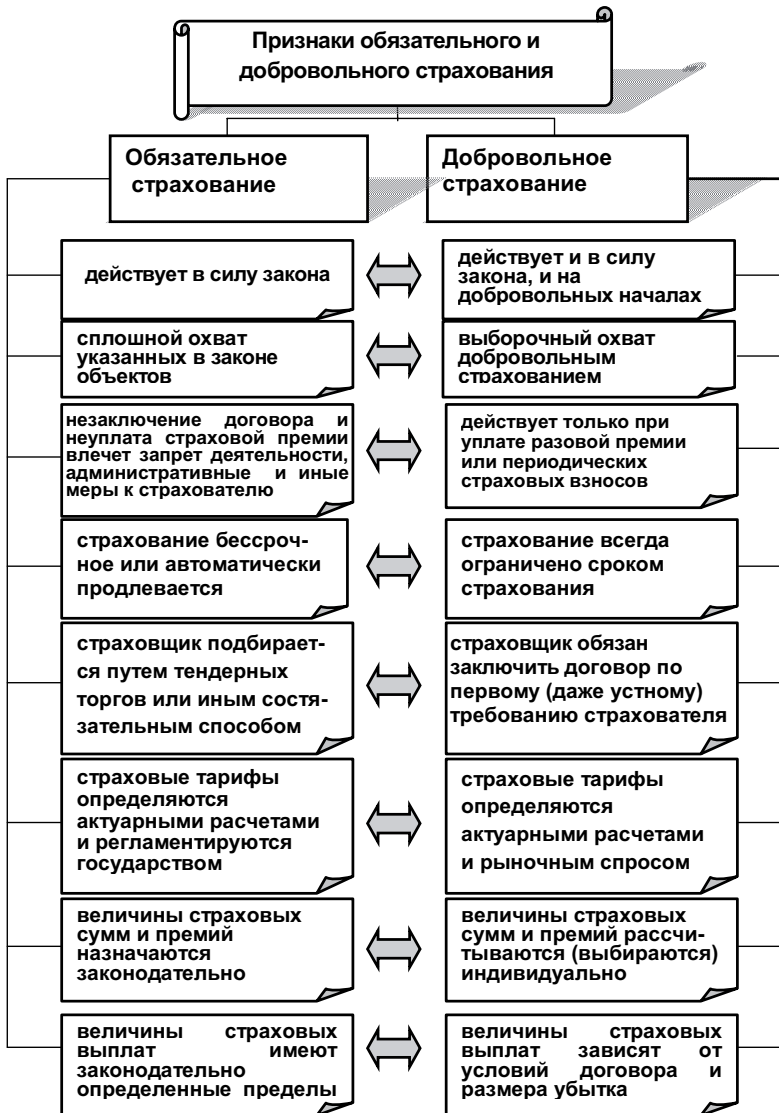 Признаки обязательного и
добровольного страхования
Обязательное
страхование
Добровольное
страхование
действует в силу закона
действует и в силу
закона, и на
добровольных началах
сплошной охват
указанных в законе
объектов
выборочный охват
добровольным
страхованием
незаключение договора и
неуплата страховой премии
влечет запрет деятельности,
административные и иные
меры к страхователю
действует только при
уплате разовой премии
или периодических
страховых взносов
страхование бессроч-
ное или автоматически
продлевается
страхование всегда
ограничено сроком
страхования
страховщик подбирает-
ся путем тендерных
торгов или иным состя-
зательным способом
страховщик обязан
заключить договор по
первому (даже устному)
требованию страхователя
страховые тарифы
определяются
актуарными расчетами
и регламентируются
государством
страховые тарифы
определяются
актуарными расчетами
и рыночным спросом
величины страховых
сумм и премий
назначаются
законодательно
величины страховых
сумм и премий рассчи-
тываются (выбираются)
индивидуально
величины страховых
выплат имеют
законодательно
определенные пределы
величины страховых
выплат зависят от
условий договора и
размера убытка